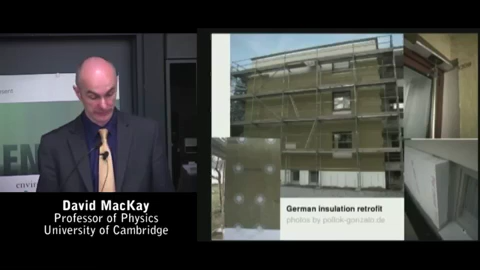 David MacKay
Professor of Physics
University of Cambridge
German insulation retrofit
photos by pollok-gonzalo.de